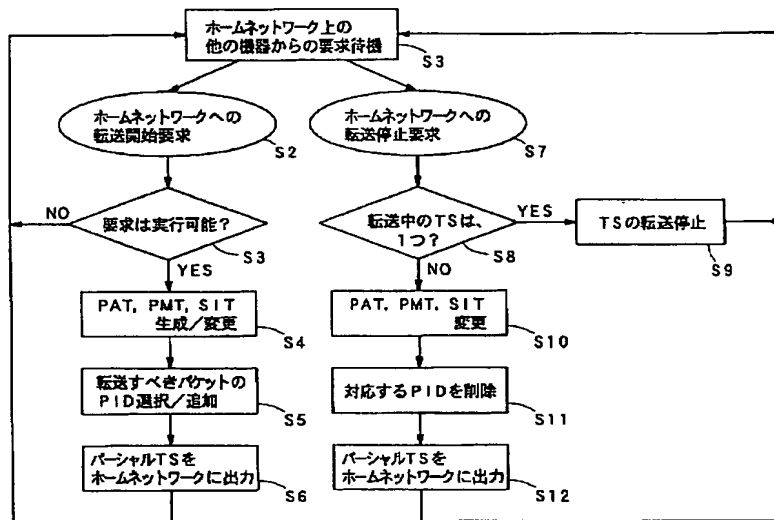 ホームネットワーク上の
他の機器からの要求待機
S3
ホームネットワークへの
転送開始要求
S2
ホームネットワークへの
転送停止要求
S7
NO
要求は実行可能?
S3
YES
転送中のTSは、
1つ?
S8
YES
NO
TSの転送停止
S9
PAT, PMT, SIT
生成/変更
S4
PAT, PMT, SIT
変更
S10
転送すべきパケットの
PID選択/追加
S5
対応するPIDを削除
S11
パーシャルTSを
ホームネットワークに出力
S6
パーシャルTSを
ホームネットワークに出力
S12